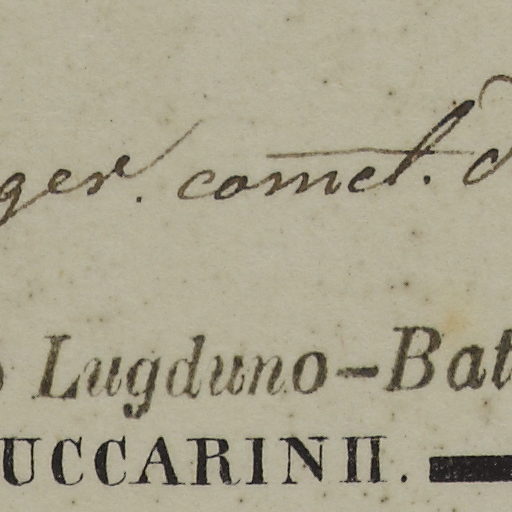 ger. comet. d
o Lugduno-Bat
UCCARINII.